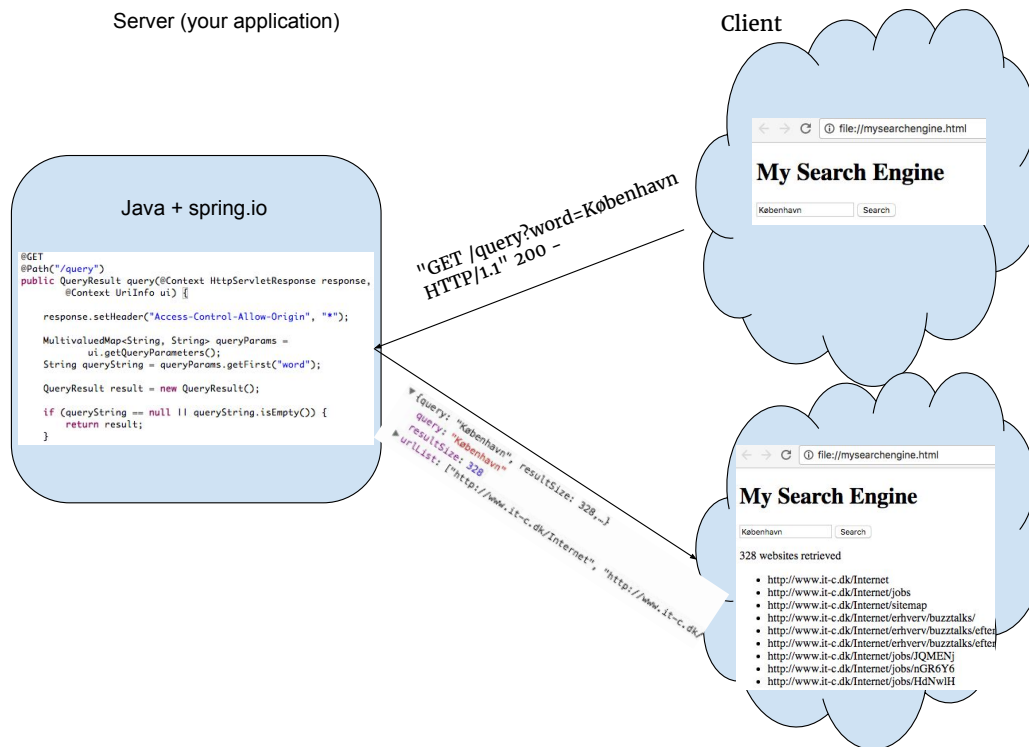 Server (your application)
Client
file://mysearchengine.html
My Search Engine
København
Search
"GET /query?word=København
HTTP/1.1" 200 -
Java + spring.io
@GET
@Path("/query")
public QueryResult query(@Context HttpServletResponse response,
@Context UriInfo ui) {
response.setHeader("Access-Control-Allow-Origin", "*");
MultivaluedMap<String, String> queryParams =
ui.getQueryParameters();
String queryString = queryParams.getFirst("word");
QueryResult result = new QueryResult();
if (queryString == null || queryString.isEmpty()) {
return result;
}
▼{query: "København", resultSize: 328,…}
query: "København"
resultSize: 328
▶urlList: ["http://www.it-c.dk/Internet", "http://www.it-c.dk/
file://mysearchengine.html
My Search Engine
København
Search
328 websites retrieved
• http://www.it-c.dk/Internet
• http://www.it-c.dk/Internet/jobs
• http://www.it-c.dk/Internet/sitemap
• http://www.it-c.dk/Internet/erhverv/buzztalks/
• http://www.it-c.dk/Internet/erhverv/buzztalks/efter
• http://www.it-c.dk/Internet/erhverv/buzztalks/efter
• http://www.it-c.dk/Internet/jobs/JQMENj
• http://www.it-c.dk/Internet/jobs/nGR6Y6
• http://www.it-c.dk/Internet/jobs/HdNwlH